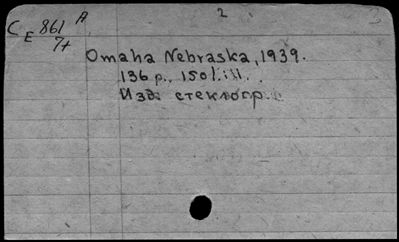 2
C E 861 A
7+
Omaha Nebraska, 1939.
136 p. 150 l. ill.
Изд. стеклогр.